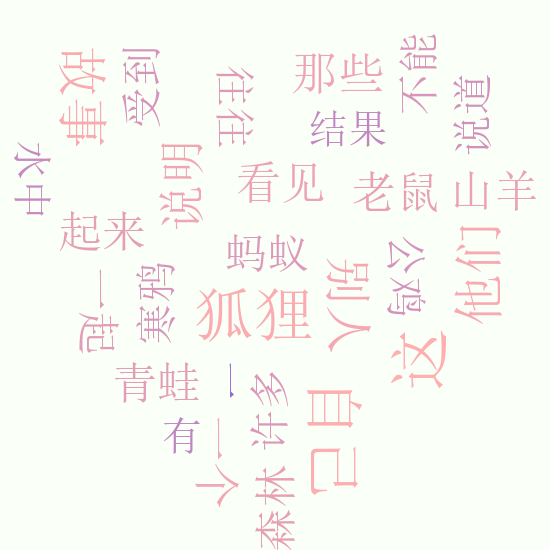 故事
受到
往往
那些
不能
说道
结果
水中
说明
看见
老鼠
山羊
起来
蚂蚁
公鸡
他们
一起
寒鸦
狐狸
别人
这
青蛙
一
许多
自己
有
一个
森林